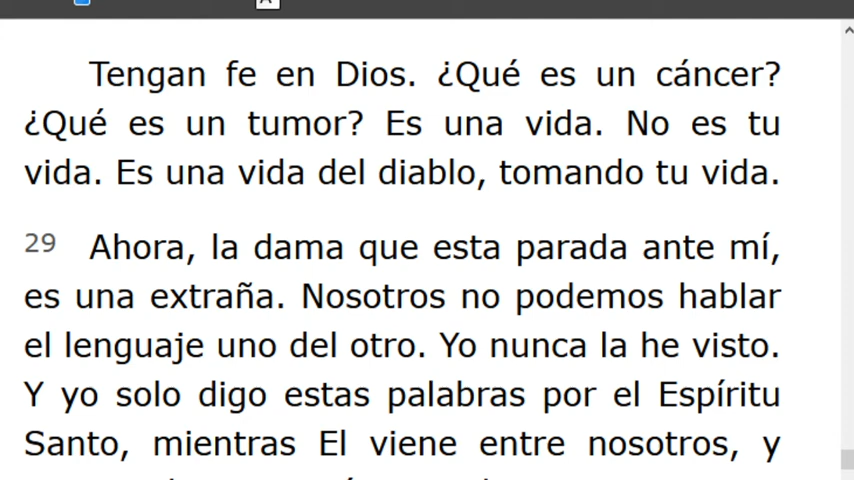 Tengan fe en Dios. ¿Qué es un cáncer?
¿Qué es un tumor? Es una vida. No es tu
vida. Es una vida del diablo, tomando tu vida.
29 Ahora, la dama que esta parada ante mí,
es una extraña. Nosotros no podemos hablar
el lenguaje uno del otro. Yo nunca la he visto.
Y yo solo digo estas palabras por el Espíritu
Santo, mientras El viene entre nosotros, y